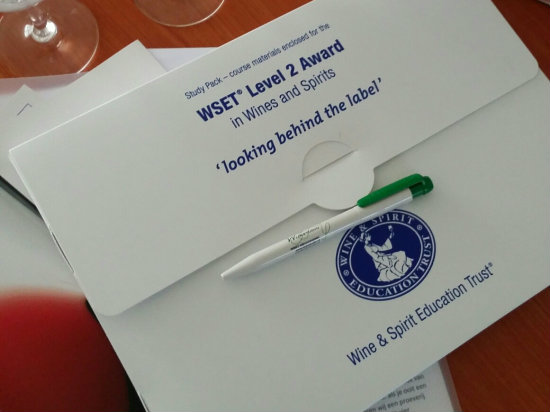 Study Pack – course materials enclosed for the
WSET® Level 2 Award
in Wines and Spirits
‘looking behind the label’
WINE & SPIRIT
EDUCATION TRUST
Wine & Spirit Education Trust®